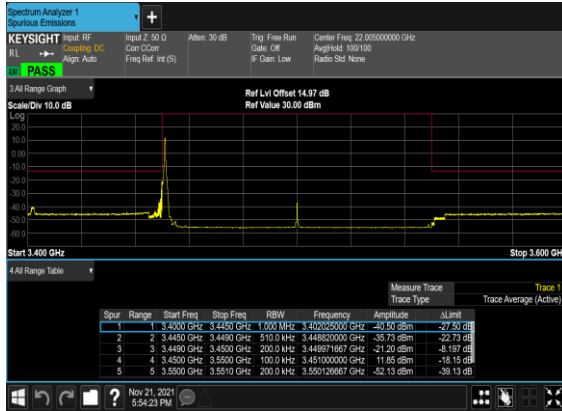 Spectrum Analyzer 1
Spurious Emissions
+
KEYSIGHT Input: RF Input Z: 50 Ω Atten: 30 dB Trig: Free Run Center Freq: 22.005000000 GHz
RL Coupling: DC Corr CCorr Gate: Off Avg|Hold: 100/100
Align: Auto Freq Ref: Int (S) IF Gain: Low Radio Std: None
LXI PASS
3 All Range Graph Ref Lvl Offset 14.97 dB
Scale/Div 10.0 dB Ref Value 30.00 dBm
Log
20.0
10.0
0.00
-10.0
-20.0
-30.0
-40.0
-50.0
-60.0
Start 3.400 GHz Stop 3.600 GH
4 All Range Table
Measure Trace Trace 1
Trace Type Trace Average (Active)
Spur Range Start Freq Stop Freq RBW Frequency Amplitude ΔLimit
1 1 3.4000 GHz 3.4450 GHz 1.000 MHz 3.402025000 GHz -40.50 dBm -27.50 dB
2 2 3.4450 GHz 3.4490 GHz 510.0 kHz 3.448820000 GHz -35.73 dBm -22.73 dB
3 3 3.4490 GHz 3.4500 GHz 200.0 kHz 3.449971667 GHz -21.20 dBm -8.197 dB
4 4 3.4500 GHz 3.5500 GHz 100.0 kHz 3.451000000 GHz 11.85 dBm -18.15 dB
5 5 3.5500 GHz 3.5510 GHz 200.0 kHz 3.550126667 GHz -52.13 dBm -39.13 dB
? Nov 21, 2021
5:54:23 PM